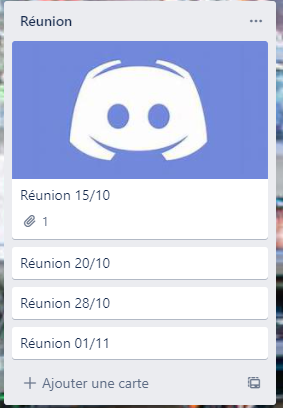 Réunion
Réunion 15/10
1
Réunion 20/10
Réunion 28/10
Réunion 01/11
Ajouter une carte